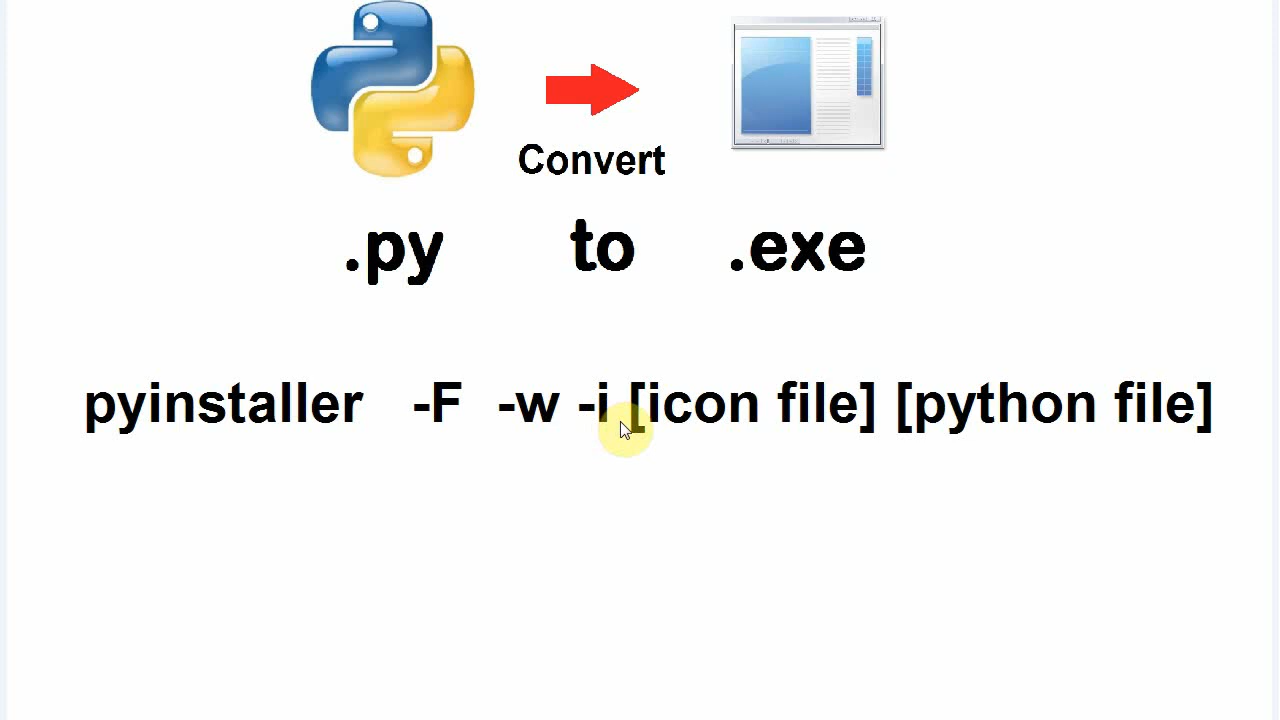 Convert
.py to .exe
pyinstaller -F -w -i [icon file] [python file]